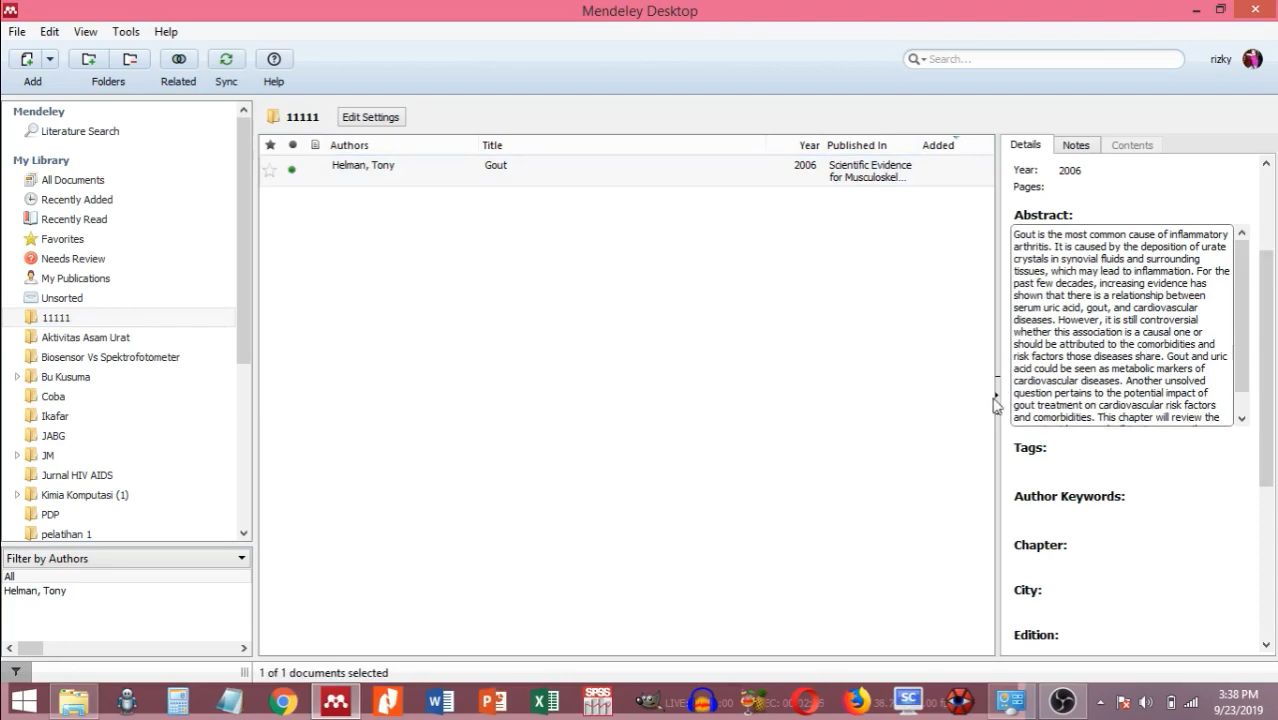 Mendeley Desktop
File Edit View Tools Help
Add Folders Related Sync Help
Search...
rizky
Mendeley
Literature Search
My Library
All Documents
Recently Added
Recently Read
Favorites
Needs Review
My Publications
Unsorted
11111
Aktivitas Asam Urat
Biosensor Vs Spektrofotometer
Bu Kusuma
Coba
Ikafar
JABG
JM
Jurnal HIV AIDS
Kimia Komputasi (1)
PDP
pelatihan 1
Filter by Authors
All
Helman, Tony
11111 Edit Settings
Authors Title Year Published In Added
Helman, Tony Gout 2006 Scientific Evidence
for Musculoskel...
Details Notes Contents
Year: 2006
Pages:
Abstract:
Gout is the most common cause of inflammatory
arthritis. It is caused by the deposition of urate
crystals in synovial fluids and surrounding
tissues, which may lead to inflammation. For the
past few decades, increasing evidence has
shown that there is a relationship between
serum uric acid, gout, and cardiovascular
diseases. However, it is still controversial
whether this association is a causal one or
should be attributed to the comorbidities and
risk factors those diseases share. Gout and uric
acid could be seen as metabolic markers of
cardiovascular diseases. Another unsolved
question pertains to the potential impact of
gout treatment on cardiovascular risk factors
and comorbidities. This chapter will review the
Tags:
Author Keywords:
Chapter:
City:
Edition:
1 of 1 documents selected
SPSS
SC
LIVE:
3:38 PM
9/23/2019